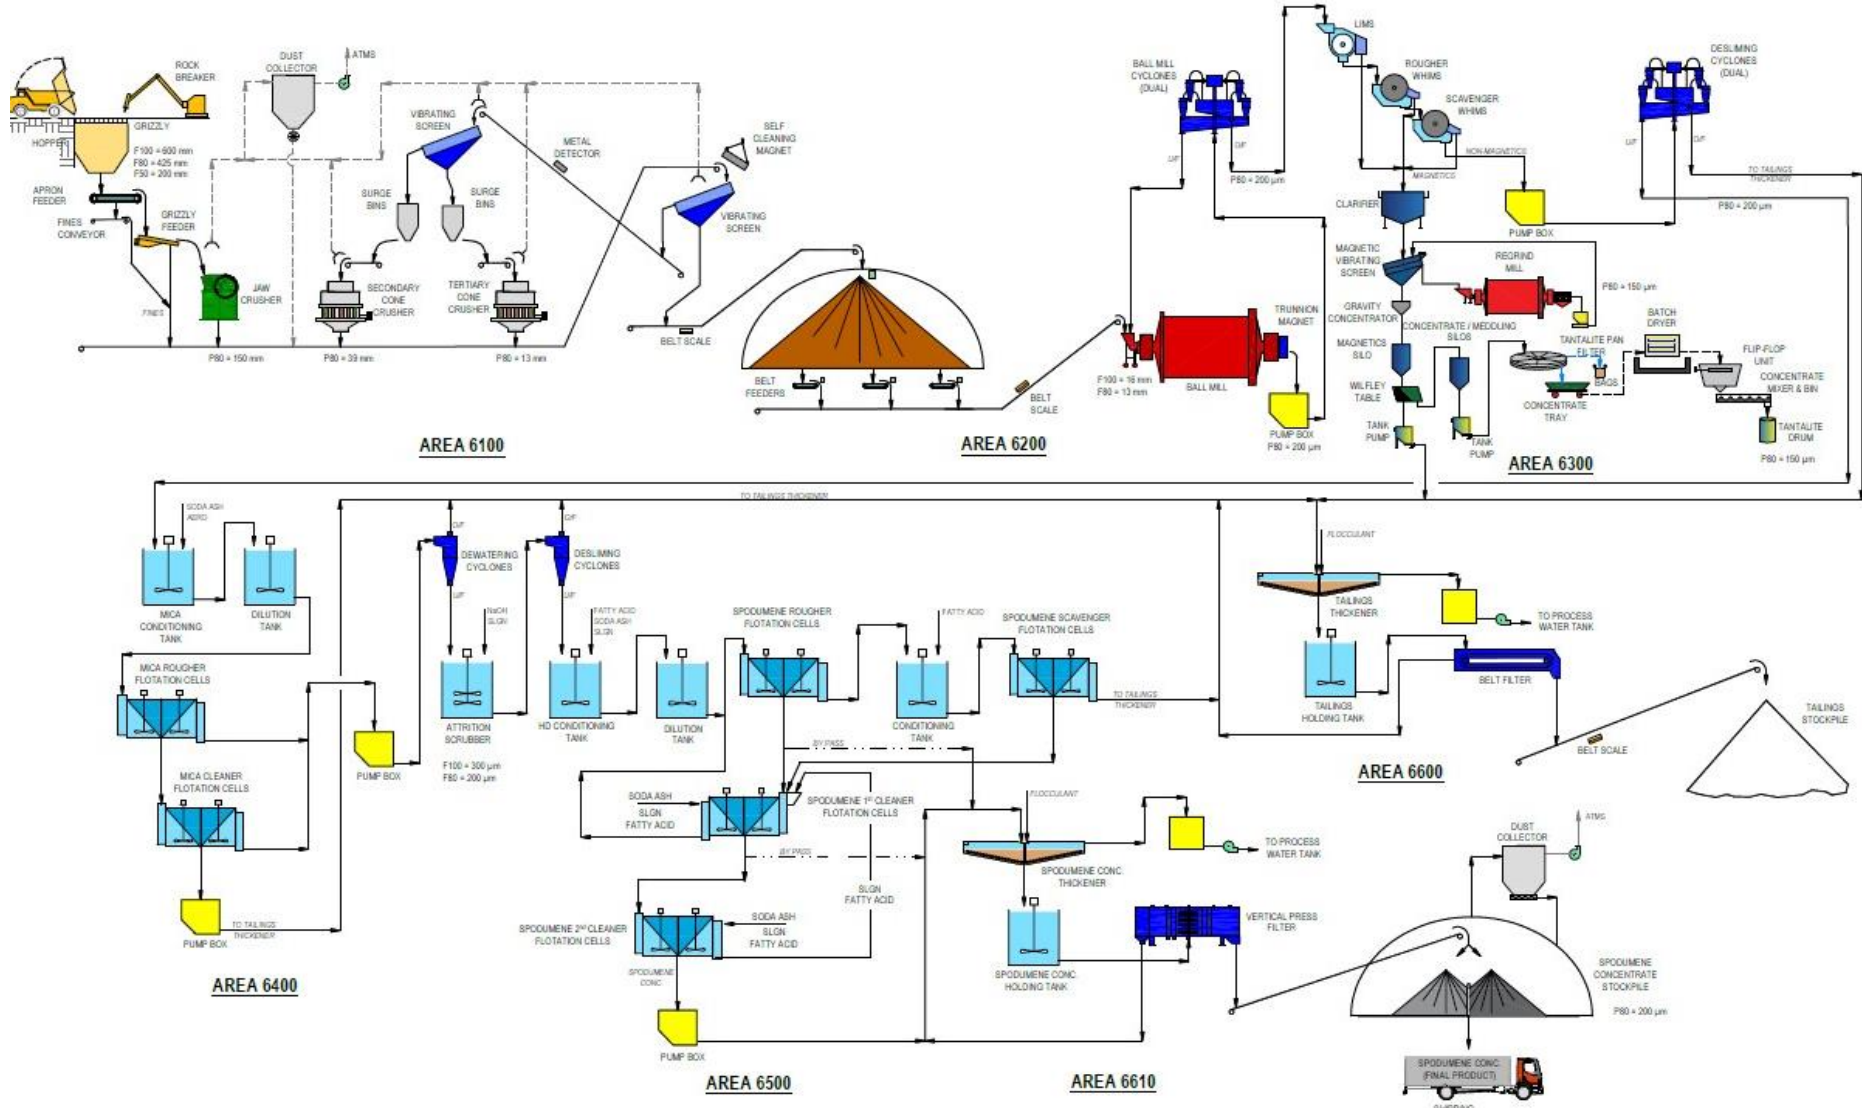 DUST
COLLECTOR
ATMS
ROCK
BREAKER
GRIZZLY
HOPPER
F100 = 600 mm
F80 = 425 mm
F50 = 200 mm
APRON
FEEDER
FINES
CONVEYOR
GRIZZLY
FEEDER
FINES
JAW
CRUSHER
P80 = 150 mm
VIBRATING
SCREEN
SURGE
BINS
SURGE
BINS
SECONDARY
CONE
CRUSHER
P80 = 39 mm
TERTIARY
CONE
CRUSHER
P80 = 13 mm
METAL
DETECTOR
SELF
CLEANING
MAGNET
VIBRATING
SCREEN
BELT SCALE
AREA 6100
BELT
FEEDERS
BELT
SCALE
F100 = 16 mm
F80 = 13 mm
BALL MILL
TRUNNION
MAGNET
PUMP BOX
P80 = 200 µm
BALL MILL
CYCLONES
(DUAL)
U/F
O/F
P80 = 200 µm
AREA 6200
LIMS
ROUGHER
WHIMS
SCAVENGER
WHIMS
NON-MAGNETICS
MAGNETICS
DESLIMING
CYCLONES
(DUAL)
U/F
O/F
TO TAILINGS
THICKENER
P80 = 200 µm
PUMP BOX
CLARIFIER
MAGNETIC
VIBRATING
SCREEN
REGRIND
MILL
P80 = 150 µm
GRAVITY
CONCENTRATOR
CONCENTRATE / MEDDLING
SILOS
MAGNETICS
SILO
WILFLEY
TABLE
TANK
PUMP
TANK
PUMP
TANTALITE PAN
FILTER
BAGS
CONCENTRATE
TRAY
BATCH
DRYER
FLIP-FLOP
UNIT
CONCENTRATE
MIXER & BIN
TANTALITE
DRUM
P80 = 150 µm
AREA 6300
TO TAILINGS THICKENER
SODA ASH
AERO
MICA
CONDITIONING
TANK
DILUTION
TANK
MICA ROUGHER
FLOTATION CELLS
MICA CLEANER
FLOTATION CELLS
PUMP BOX
TO TAILINGS
THICKENER
PUMP BOX
AREA 6400
O/F
DEWATERING
CYCLONES
U/F
NaOH
SLGN
ATTRITION
SCRUBBER
F100 = 300 µm
F80 = 200 µm
O/F
DESLIMING
CYCLONES
U/F
FATTY ACID
SODA ASH
SLGN
HD CONDITIONING
TANK
DILUTION
TANK
SPODUMENE ROUGHER
FLOTATION CELLS
FATTY ACID
CONDITIONING
TANK
SPODUMENE SCAVENGER
FLOTATION CELLS
TO TAILINGS
THICKENER
BY PASS
SODA ASH
SLGN
FATTY ACID
SPODUMENE 1ST CLEANER
FLOTATION CELLS
BY PASS
SLGN
FATTY ACID
SPODUMENE 2ND CLEANER
FLOTATION CELLS
SODA ASH
SLGN
FATTY ACID
SPODUMENE
CONC.
PUMP BOX
AREA 6500
FLOCCULANT
TO PROCESS
WATER TANK
SPODUMENE CONC.
THICKENER
SPODUMENE CONC.
HOLDING TANK
VERTICAL PRESS
FILTER
AREA 6610
FLOCCULANT
TAILINGS
THICKENER
TO PROCESS
WATER TANK
TAILINGS
HOLDING TANK
BELT FILTER
BELT SCALE
TAILINGS
STOCKPILE
AREA 6600
DUST
COLLECTOR
ATMS
SPODUMENE
CONCENTRATE
STOCKPILE
P80 = 200 µm
SPODUMENE CONC.
(FINAL PRODUCT)